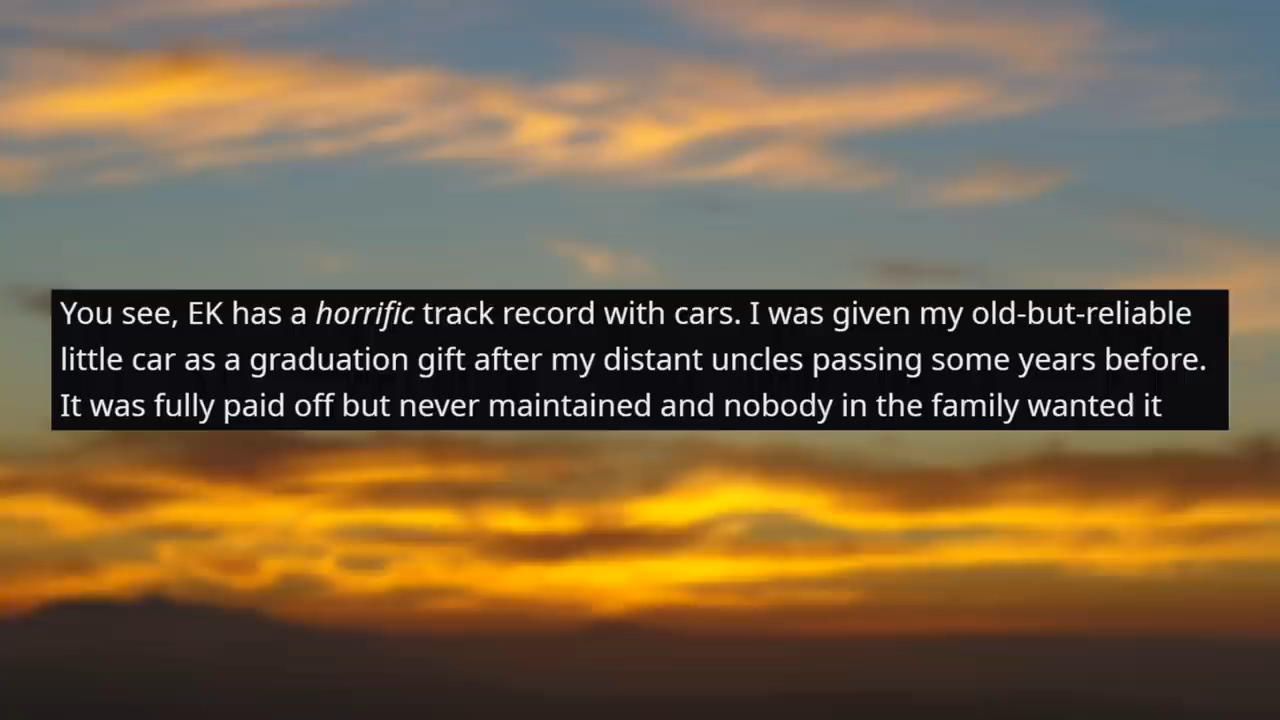 You see, EK has a horrific track record with cars. I was given my old-but-reliable
little car as a graduation gift after my distant uncles passing some years before.
It was fully paid off but never maintained and nobody in the family wanted it